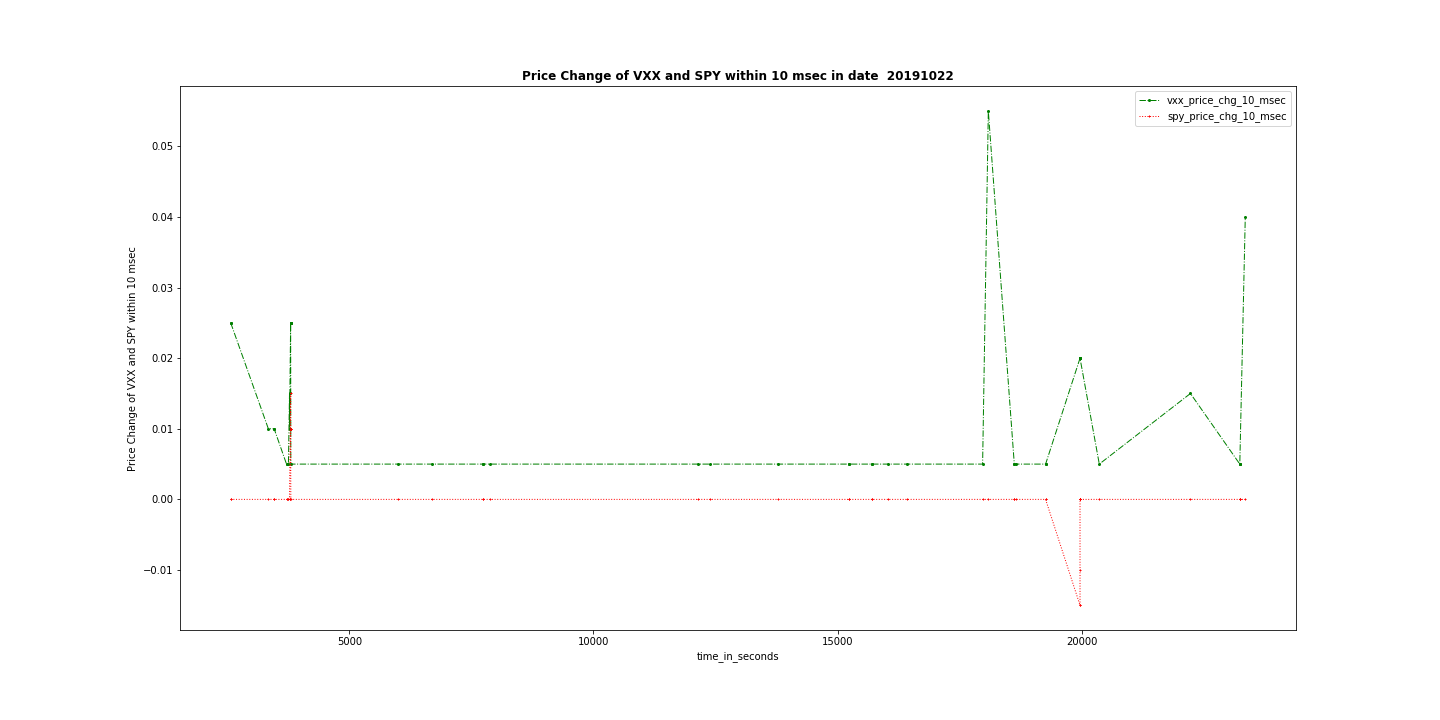 Price Change of VXX and SPY within 10 msec in date  20191022
vxx_price_chg_10_msec
spy_price_chg_10_msec
Price Change of VXX and SPY within 10 msec
0.05
0.04
0.03
0.02
0.01
0.00
−0.01
5000
10000
15000
20000
time_in_seconds